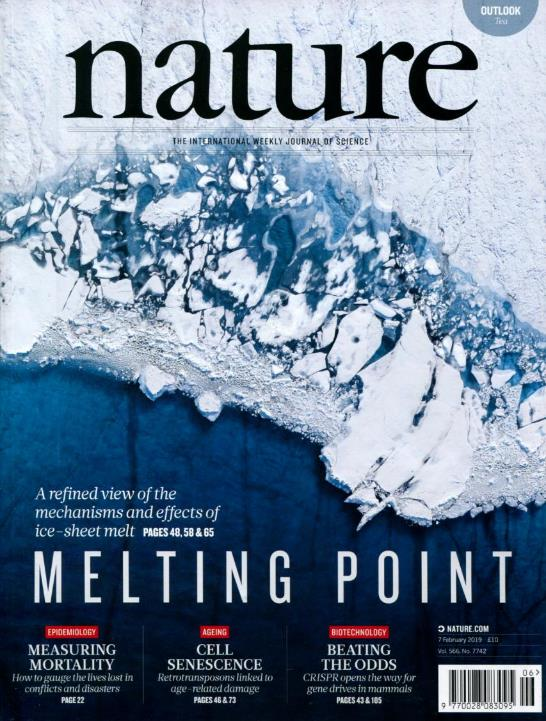 OUTLOOK
Tea
nature
THE INTERNATIONAL WEEKLY JOURNAL OF SCIENCE
A refined view of the
mechanisms and effects of
ice-sheet melt PAGES 48, 58 & 65
MELTING POINT
EPIDEMIOLOGY
MEASURING
MORTALITY
How to gauge the lives lost in
conflicts and disasters
PAGE 22
AGEING
CELL
SENESCENCE
Retrotransposons linked to
age-related damage
PAGES 46 & 73
BIOTECHNOLOGY
BEATING
THE ODDS
CRISPR opens the way for
gene drives in mammals
PAGES 43 & 105
NATURE.COM
7 February 2019 £10
Vol. 566, No. 7742
06>
9 770028 083095